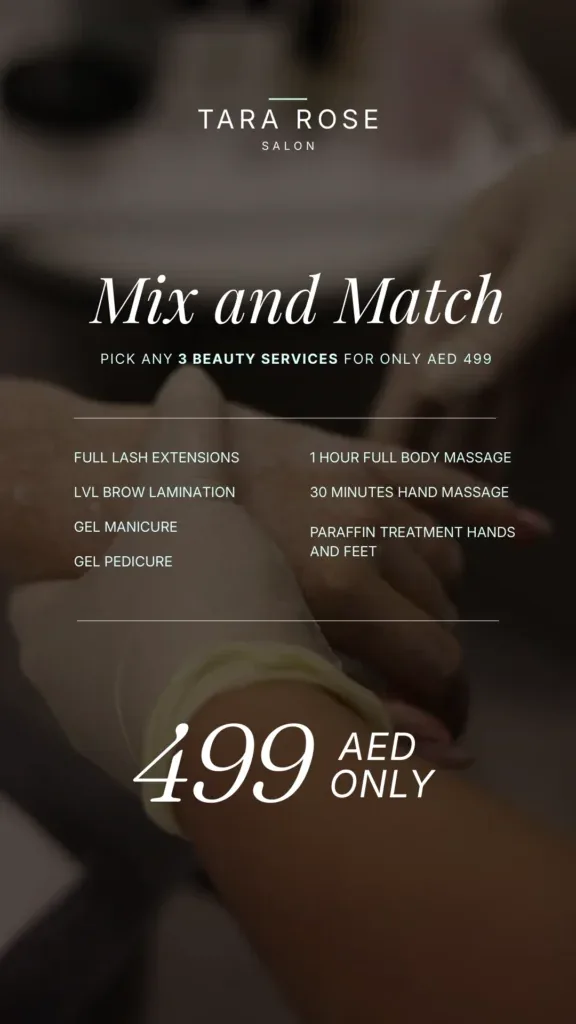 TARA ROSE
SALON
Mix and Match
PICK ANY 3 BEAUTY SERVICES FOR ONLY AED 499
FULL LASH EXTENSIONS
LVL BROW LAMINATION
GEL MANICURE
GEL PEDICURE
1 HOUR FULL BODY MASSAGE
30 MINUTES HAND MASSAGE
PARAFFIN TREATMENT HANDS
AND FEET
499 AED
ONLY